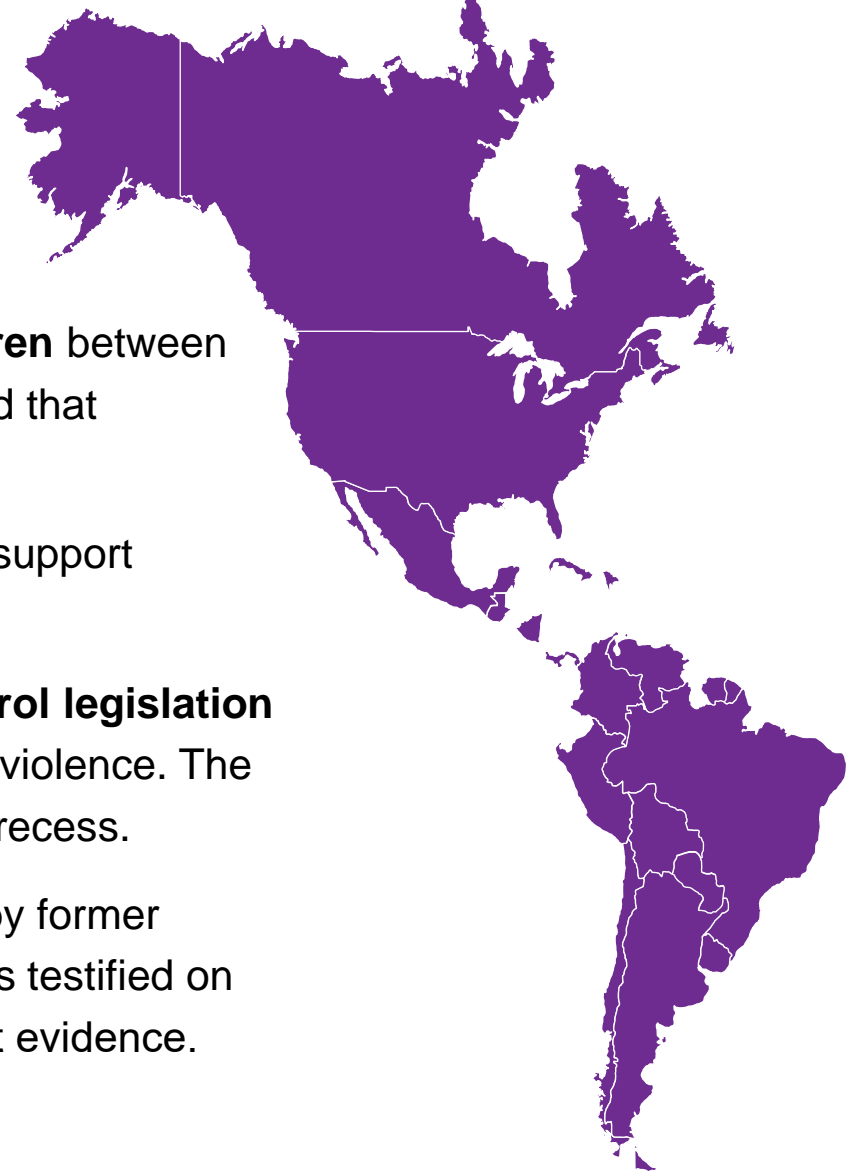 ren between
d that
support
rol legislation
violence. The
recess.
by former
s testified on
t evidence.